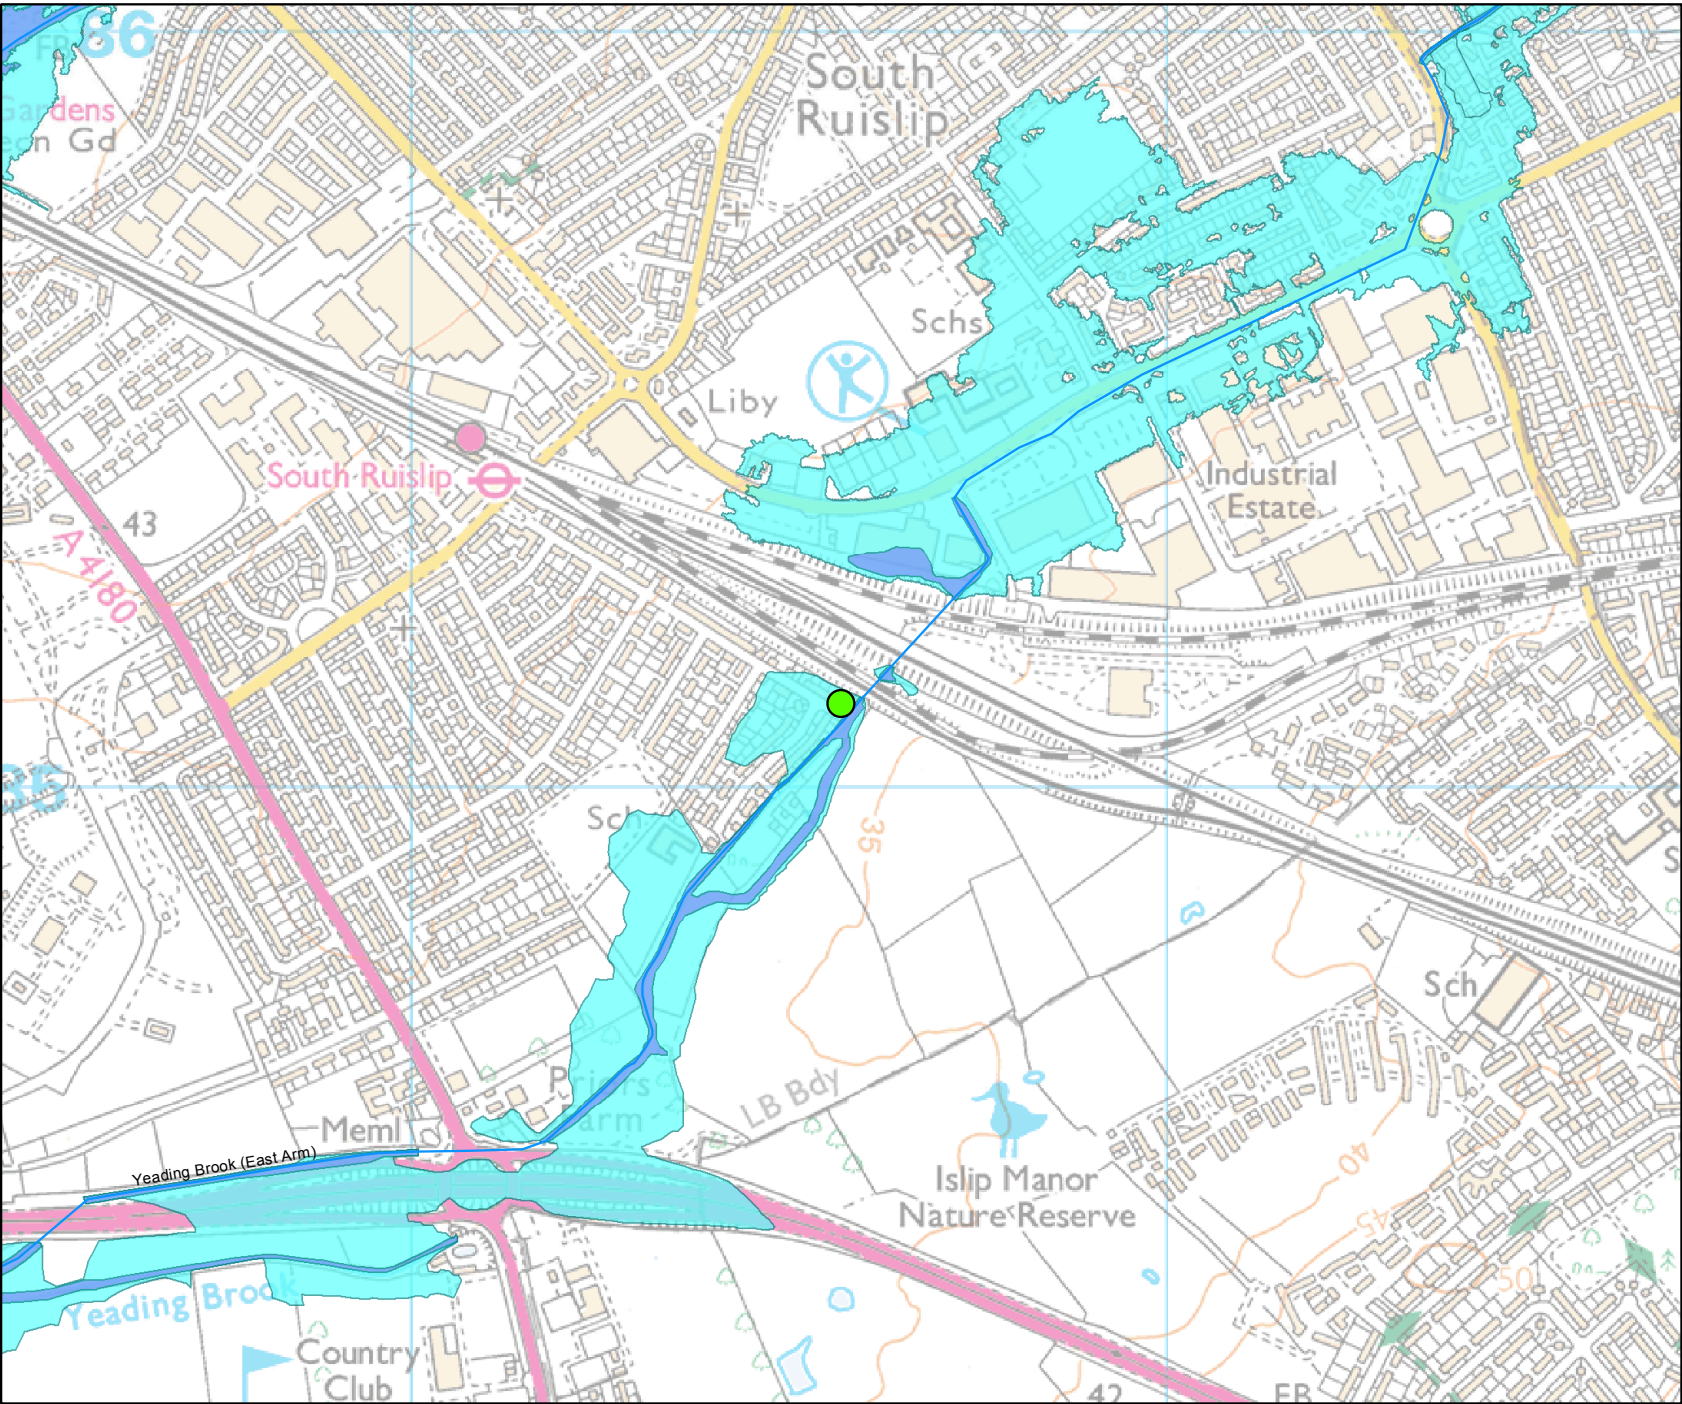 86
FB
Gardens
en Gd
South
Ruislip
Schs
Liby
South Ruislip
43
A 4180
Industrial
Estate
35
Sch
35
Sch
Priors
Farm
LB Bdy
Meml
Yeading Brook (East Arm)
Islip Manor
Nature Reserve
40
45
50
Yeading Brook
Country
Club
42
FB